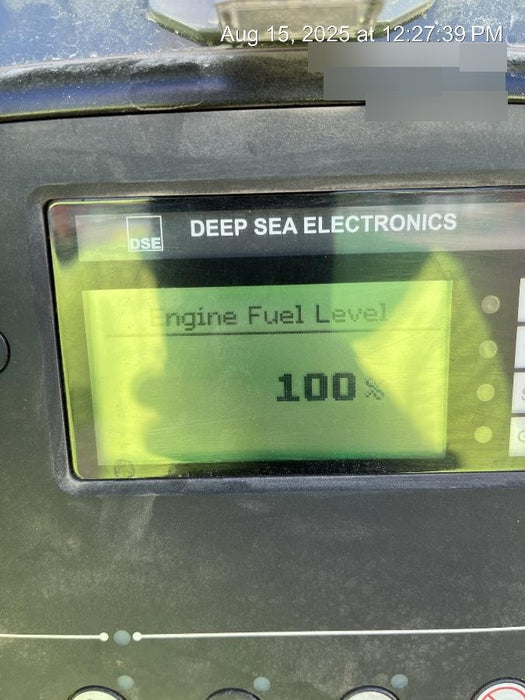 Aug 15, 2025 at 12:27:39 PM
DSE
DEEP SEA ELECTRONICS
Engine Fuel Level
100 %